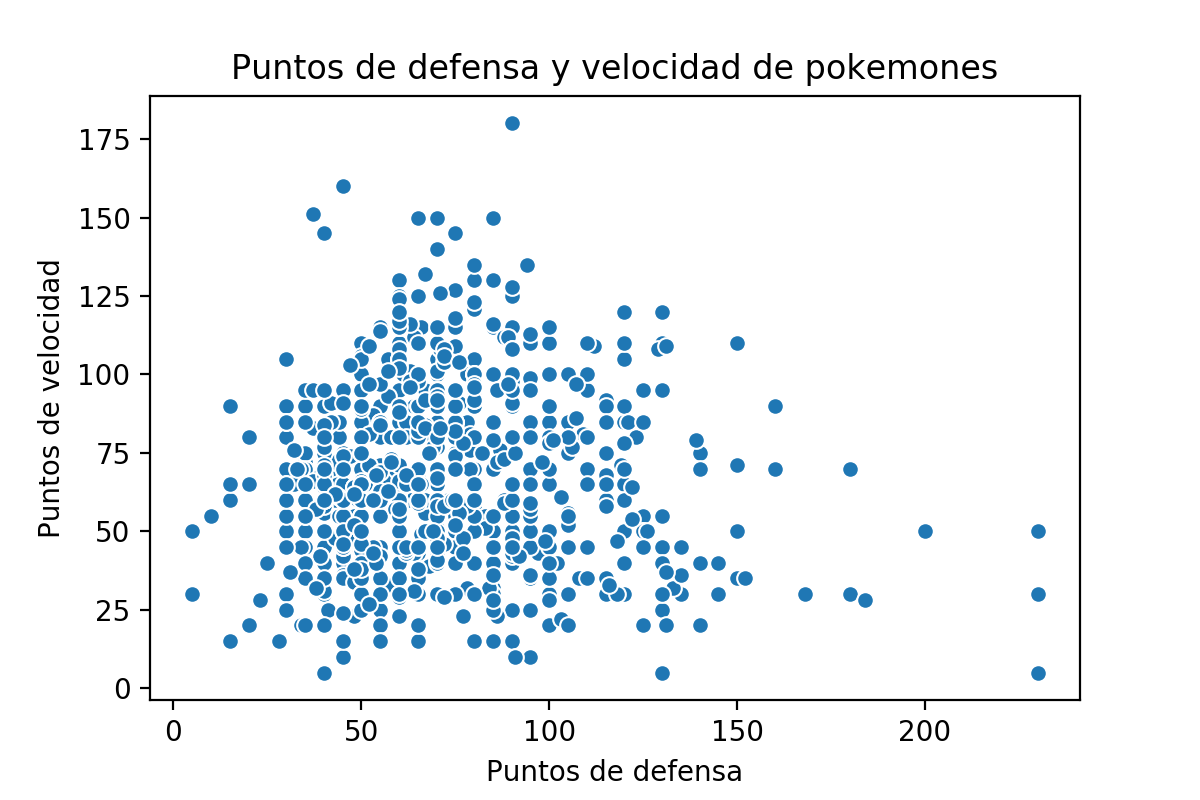 Puntos de defensa y velocidad de pokemones
175
150
125
100
75
50
25
0
Puntos de velocidad
0 50 100 150 200
Puntos de defensa